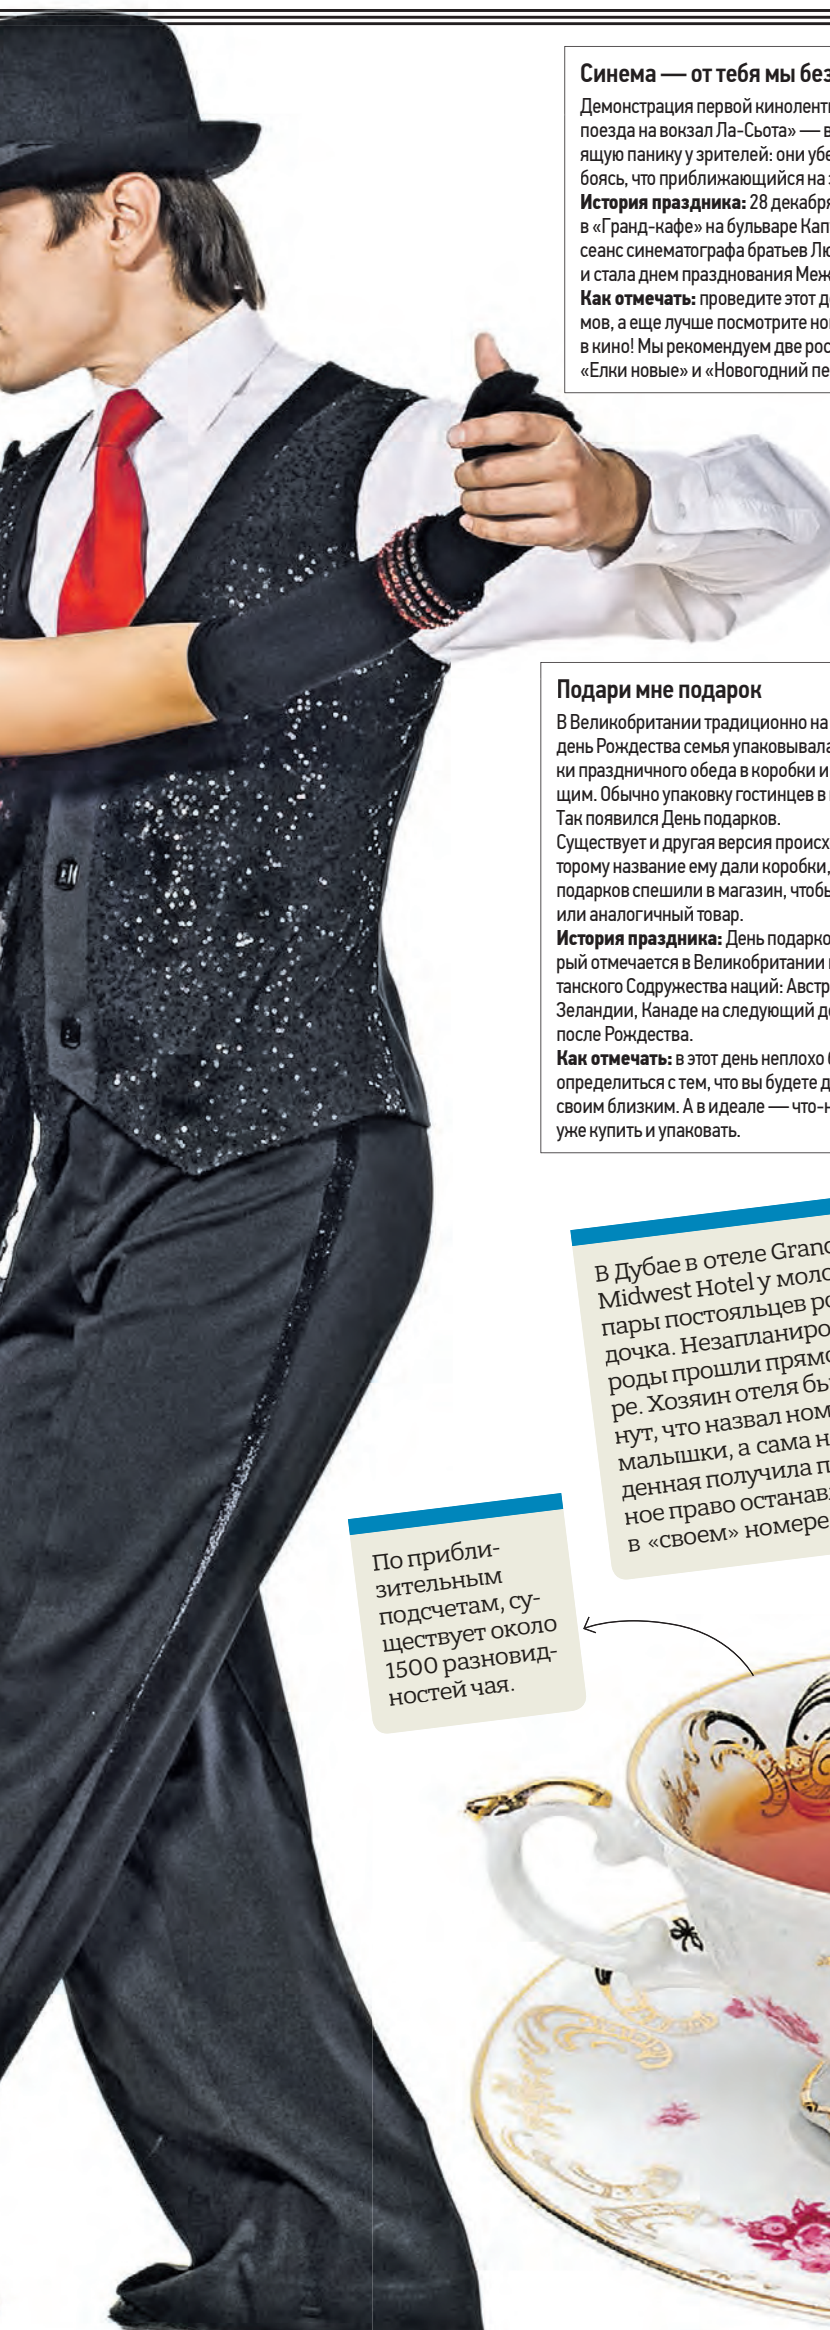 Синема — от тебя мы без
Демонстрация первой киноленты
поезда на вокзал Ла-Сьота» — в
ящую панику у зрителей: они убе
боясь, что приближающийся на э
История праздника: 28 декабря
в «Гранд-кафе» на бульваре Кап
сеанс синематографа братьев Лю
и стала днем празднования Меж
Как отмечать: проведите этот де
мов, а еще лучше посмотрите но
в кино! Мы рекомендуем две рос
«Елки новые» и «Новогодний пе
Подари мне подарок
В Великобритании традиционно на
день Рождества семья упаковывала
ки праздничного обеда в коробки и
щим. Обычно упаковку гостинцев в
Так появился День подарков.
Существует и другая версия происх
торому название ему дали коробки,
подарков спешили в магазин, чтобы
или аналогичный товар.
История праздника: День подарко
рый отмечается в Великобритании
танского Содружества наций: Австр
Зеландии, Канаде на следующий де
после Рождества.
Как отмечать: в этот день неплохо
определиться с тем, что вы будете д
своим близким. А в идеале — что-н
уже купить и упаковать.
В Дубае в отеле Grand
Midwest Hotel у моло
пары постояльцев ро
дочка. Незапланиро
роды прошли прямо
ре. Хозяин отеля бы
нут, что назвал ном
малышки, а сама н
денная получила п
ное право останав
в «своем» номере
По прибли-
зительным
подсчетам, су-
ществует около
1500 разновид-
ностей чая.